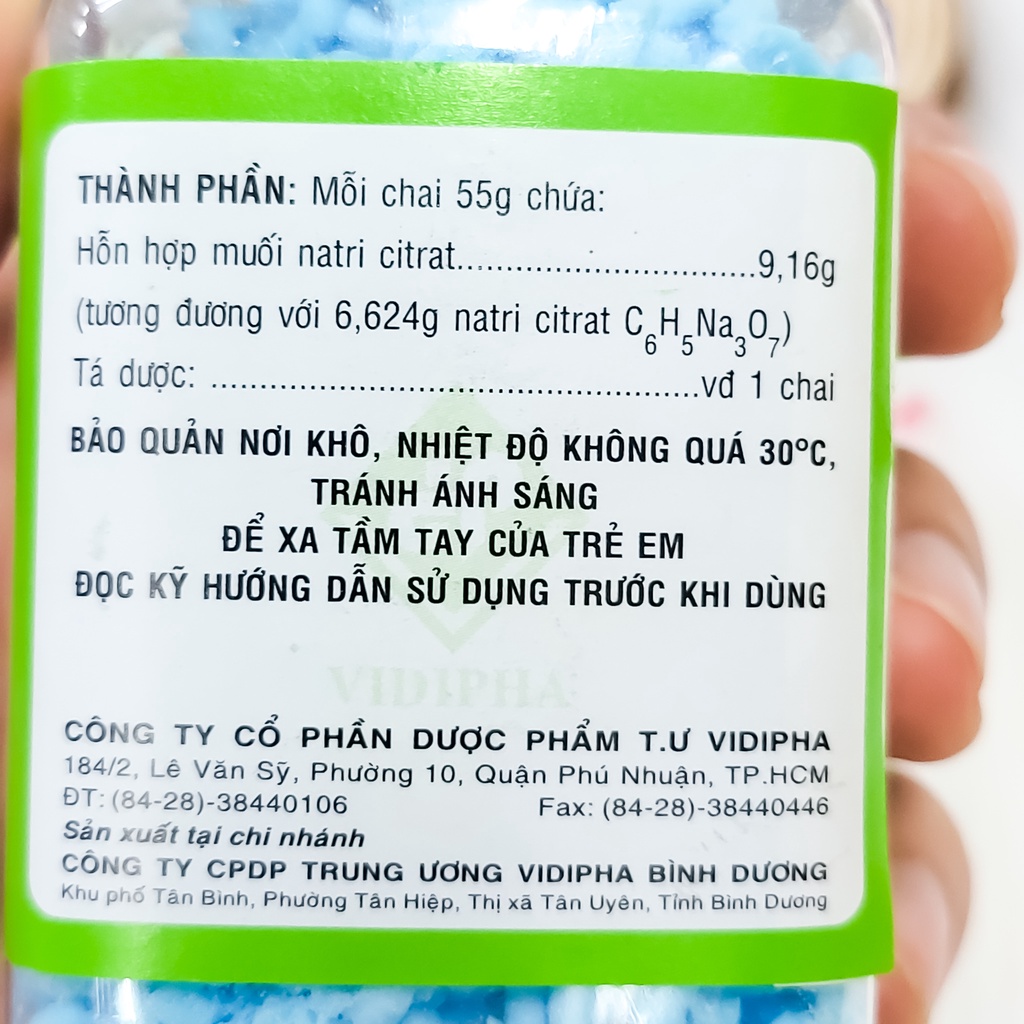 THÀNH PHẦN: Mỗi chai 55g chứa:
Hỗn hợp muối natri citrat..............................9,16g
(tương đương với 6,624g natri citrat C₆H₅Na₃O₇)
Tá dược: ..................................................vđ 1 chai
BẢO QUẢN NƠI KHÔ, NHIỆT ĐỘ KHÔNG QUÁ 30°C,
TRÁNH ÁNH SÁNG
ĐỂ XA TẦM TAY CỦA TRẺ EM
ĐỌC KỸ HƯỚNG DẪN SỬ DỤNG TRƯỚC KHI DÙNG
VIDIPHA
CÔNG TY CỔ PHẦN DƯỢC PHẨM T.Ư VIDIPHA
184/2, Lê Văn Sỹ, Phường 10, Quận Phú Nhuận, TP.HCM
ĐT: (84-28)-38440106 Fax: (84-28)-38440446
Sản xuất tại chi nhánh
CÔNG TY CPDP TRUNG ƯƠNG VIDIPHA BÌNH DƯƠNG
Khu phố Tân Bình, Phường Tân Hiệp, Thị xã Tân Uyên, Tỉnh Bình Dương